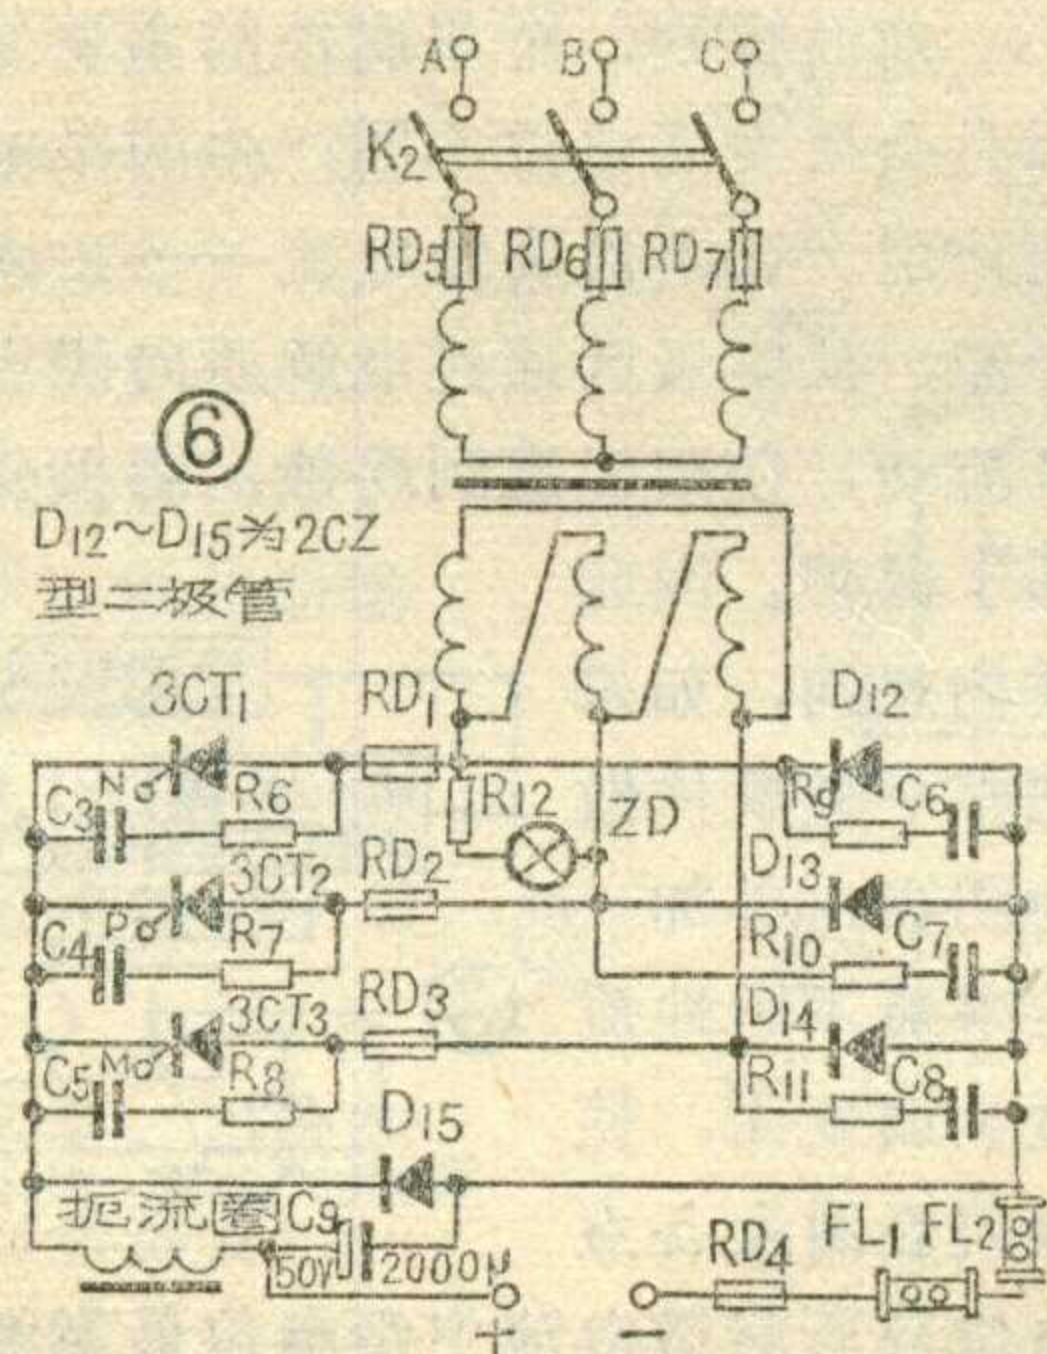 A B C
K2
RD5 RD6 RD7
⑥
D12~D15为2CZ
型二极管
3CT1 RD1 D12
C3 N R6 R12 ZD R9 C6
3CT2 RD2 D13
C4 P R7 R10 C7
3CT3 RD3 D14
C5 M R8 R11 C8
D15
扼流圈 C9 RD4 FL1 FL2
50V 2000μ
+ −